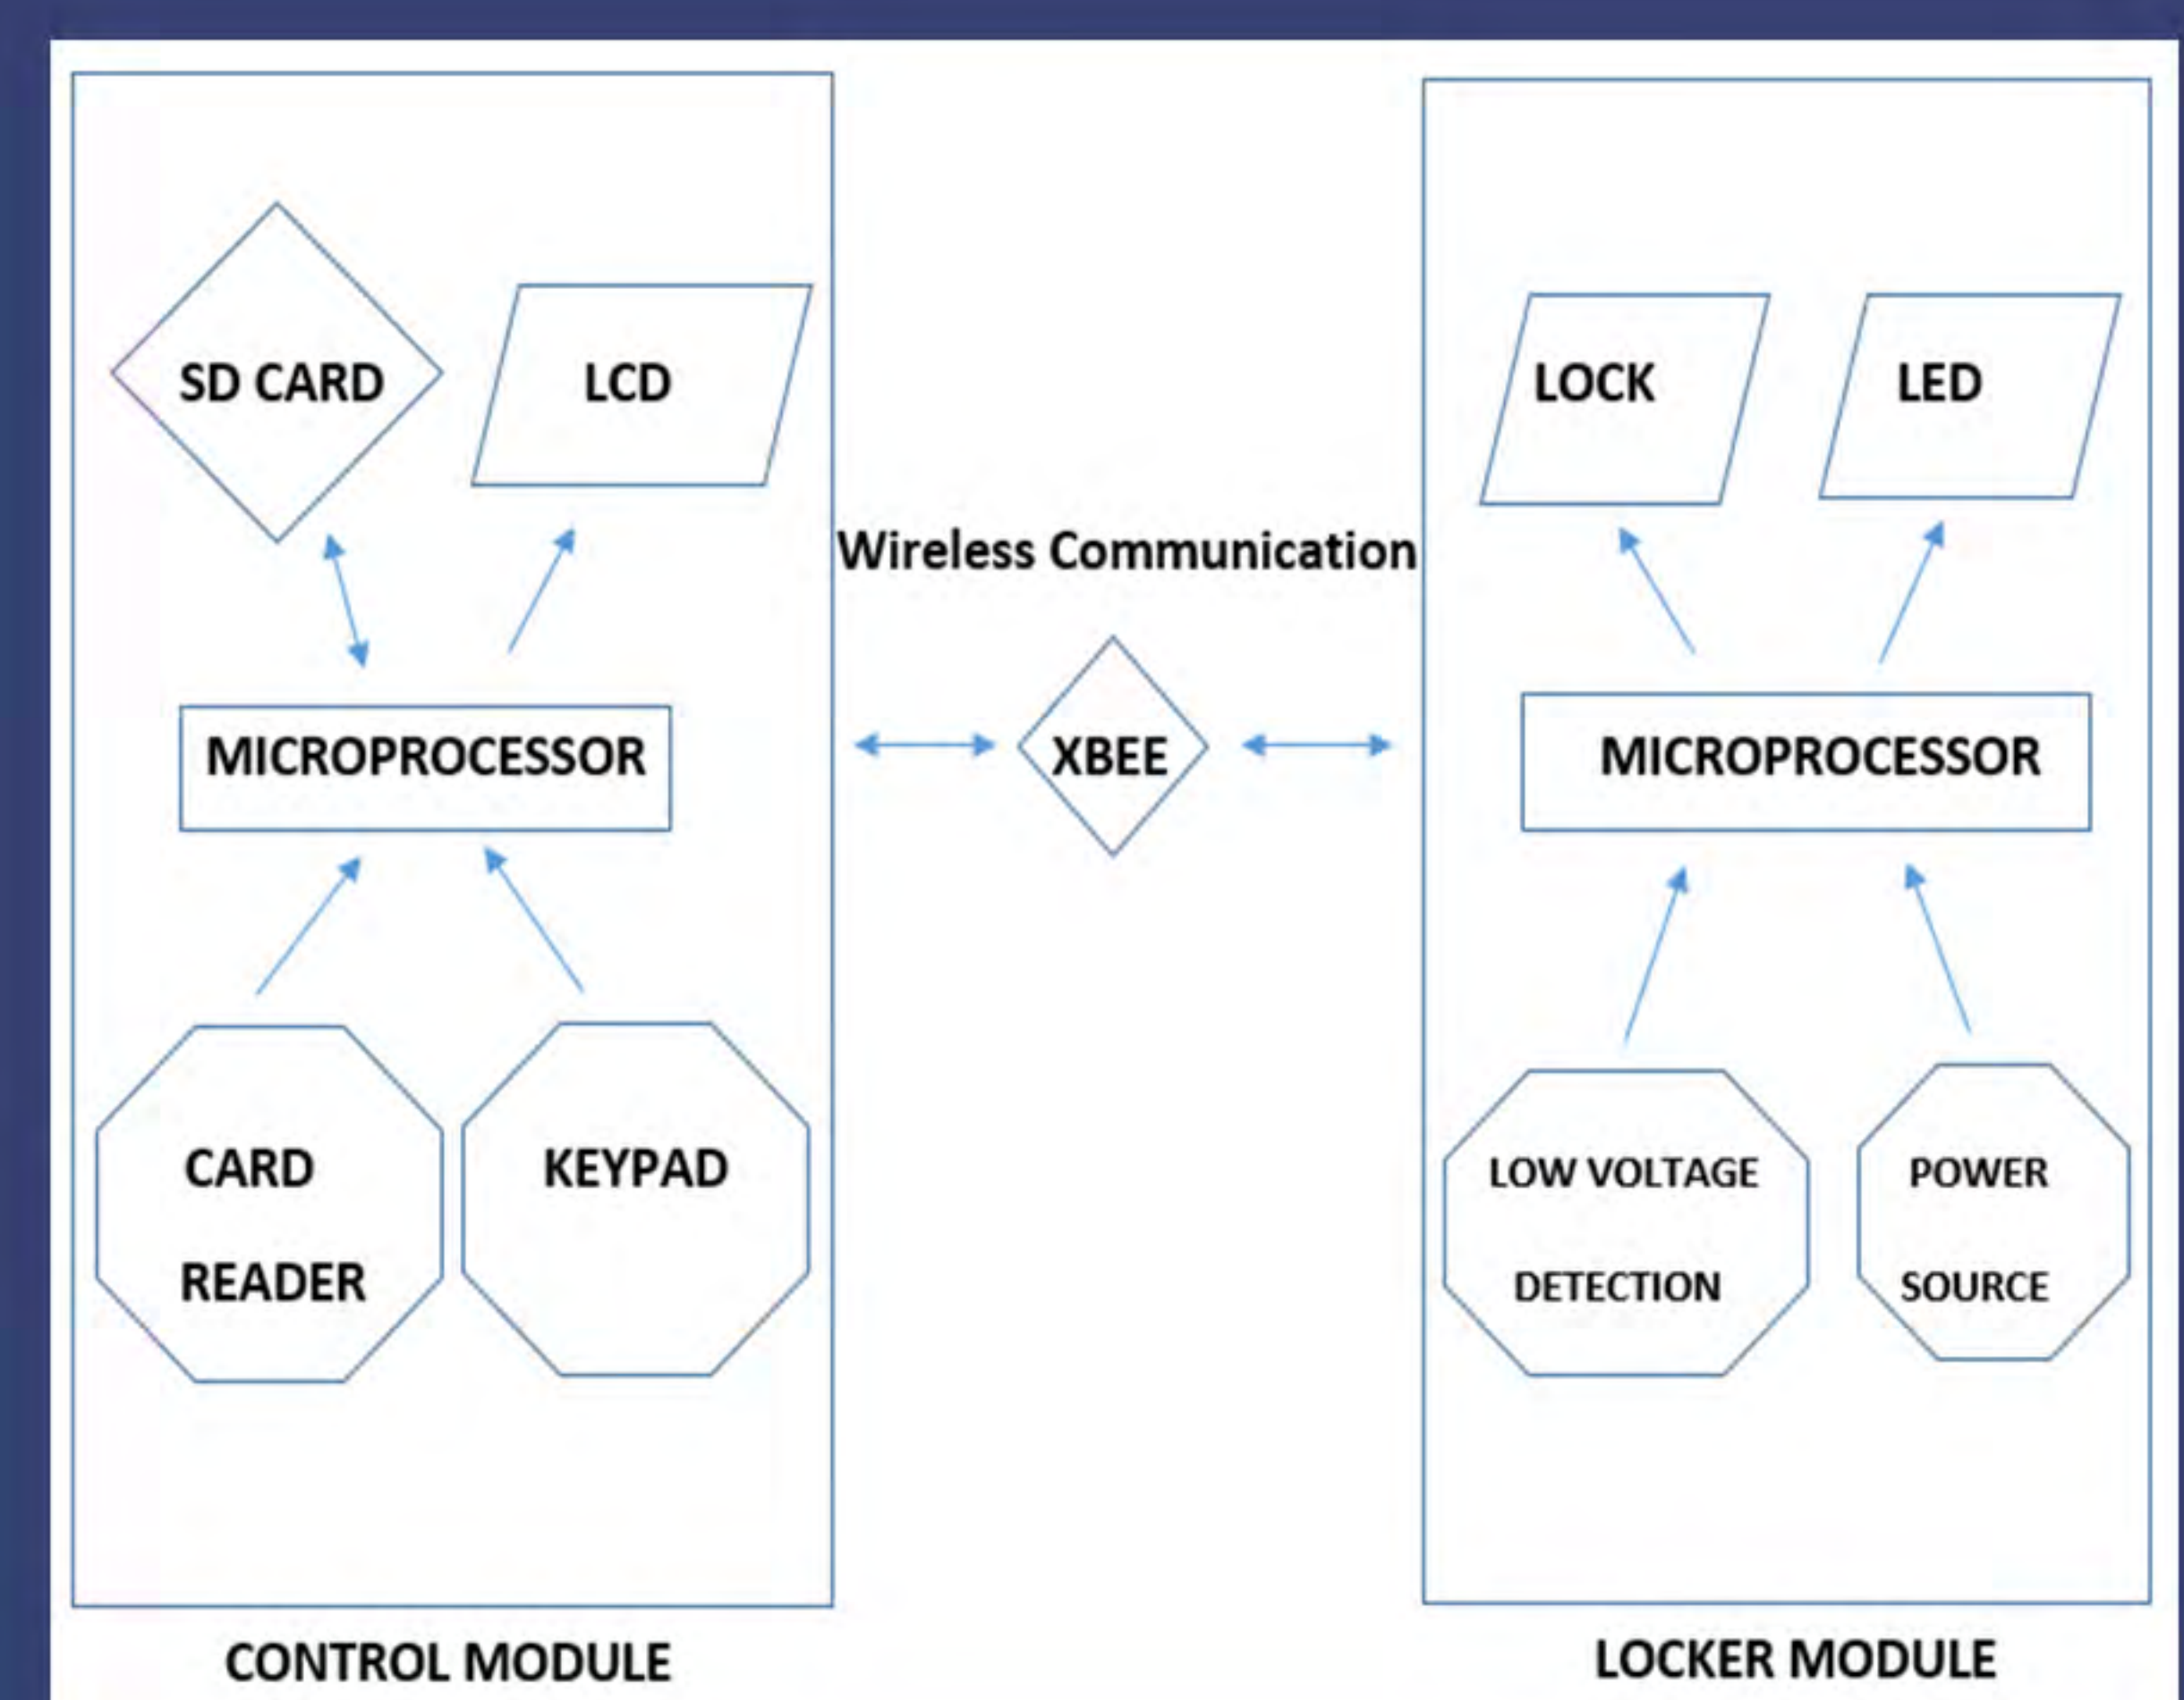 SD CARD
LCD
MICROPROCESSOR
CARD
READER
KEYPAD
CONTROL MODULE
Wireless Communication
XBEE
LOCK
LED
MICROPROCESSOR
LOW VOLTAGE
DETECTION
POWER
SOURCE
LOCKER MODULE